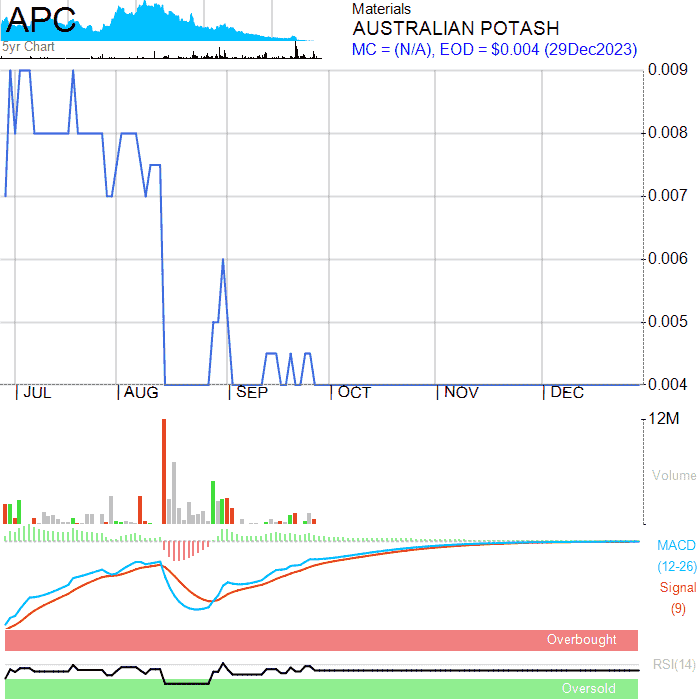 APC
5yr Chart
Materials
AUSTRALIAN POTASH
MC = (N/A), EOD = $0.004 (29Dec2023)
0.009
0.008
0.007
0.006
0.005
0.004
JUL AUG SEP OCT NOV DEC
12M
Volume
MACD
(12-26)
Signal
(9)
Overbought
RSI(14)
Oversold